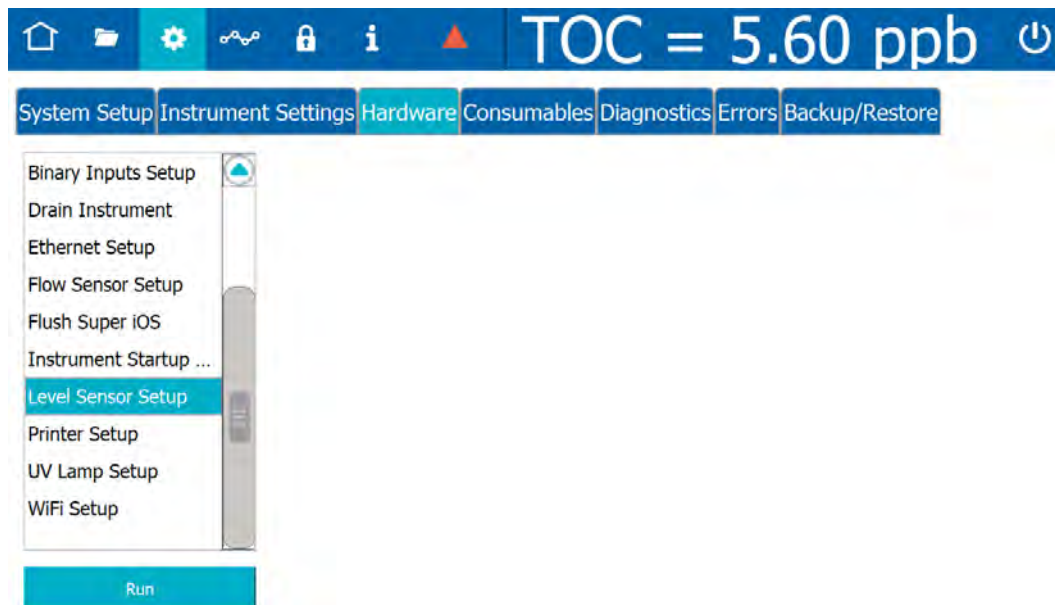 TOC = 5.60 ppb
System Setup Instrument Settings Hardware Consumables Diagnostics Errors Backup/Restore
Binary Inputs Setup
Drain Instrument
Ethernet Setup
Flow Sensor Setup
Flush Super iOS
Instrument Startup ...
Level Sensor Setup
Printer Setup
UV Lamp Setup
WiFi Setup
Run